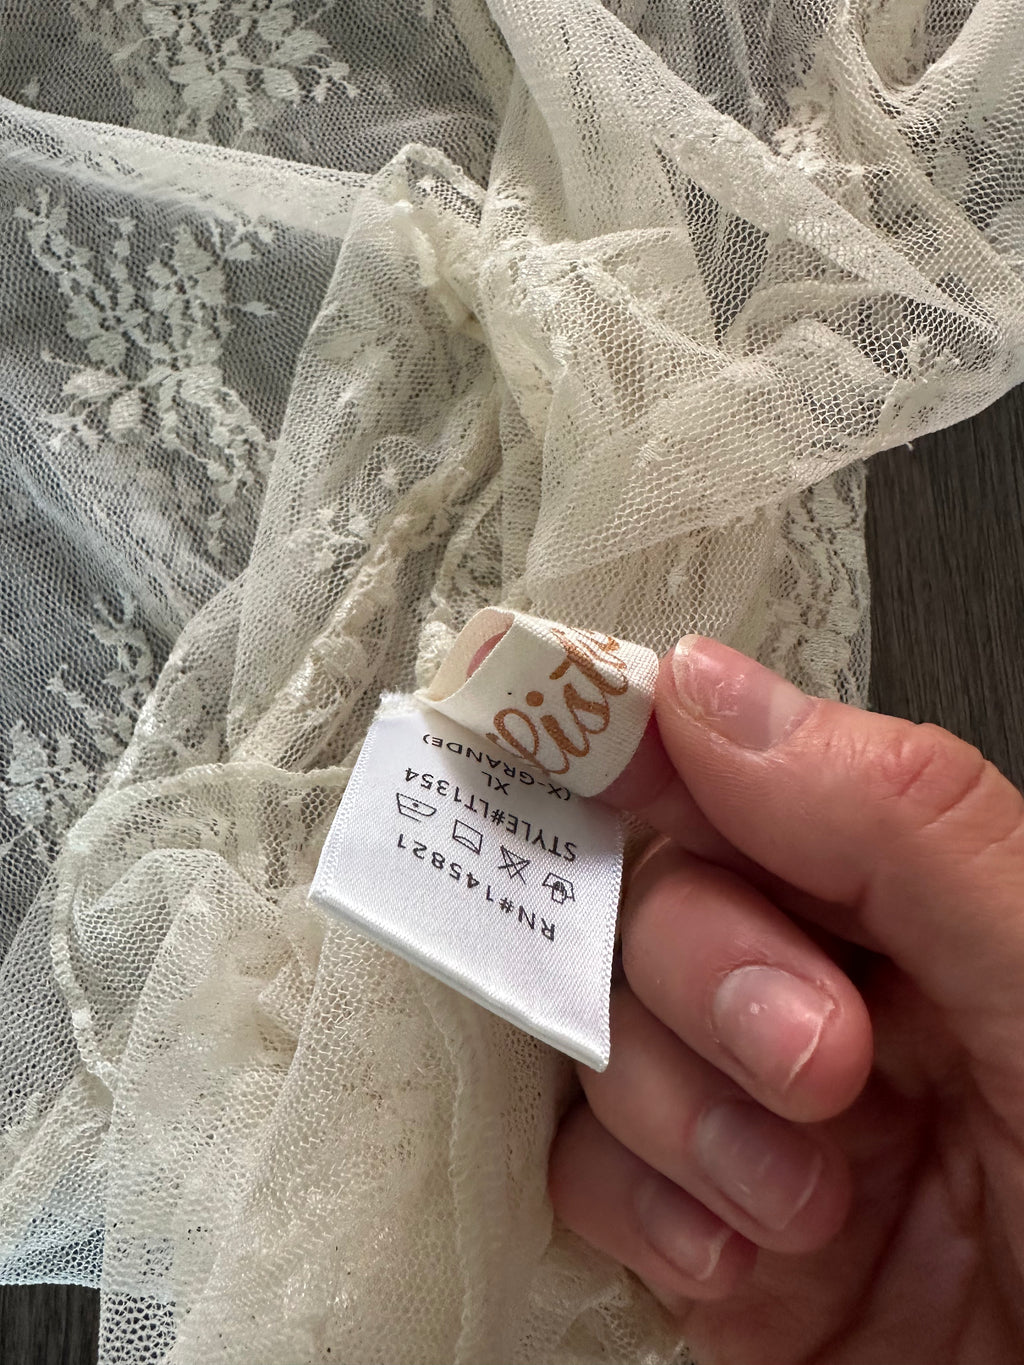 XL
(X-GRANDE)
STYLE#LT1354
RN#145821